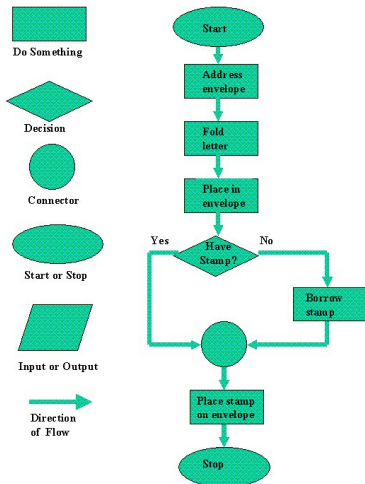 Do Something
Decision
Connector
Start or Stop
Input or Output
Direction
of Flow
Start
Address
envelope
Fold
letter
Place in
envelope
Have
Stamp?
Yes
No
Borrow
stamp
Place stamp
on envelope
Stop